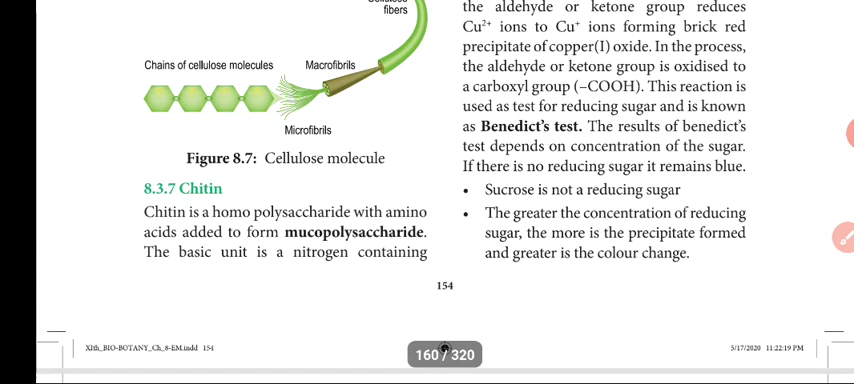 Cellulose
fibers
Chains of cellulose molecules
Macrofibrils
Microfibrils
Figure 8.7: Cellulose molecule
8.3.7 Chitin
Chitin is a homo polysaccharide with amino
acids added to form mucopolysaccharide.
The basic unit is a nitrogen containing
the aldehyde or ketone group reduces
Cu²⁺ ions to Cu⁺ ions forming brick red
precipitate of copper(I) oxide. In the process,
the aldehyde or ketone group is oxidised to
a carboxyl group (–COOH). This reaction is
used as test for reducing sugar and is known
as Benedict's test. The results of benedict's
test depends on concentration of the sugar.
If there is no reducing sugar it remains blue.
• Sucrose is not a reducing sugar
• The greater the concentration of reducing
sugar, the more is the precipitate formed
and greater is the colour change.
154
XIth_BIO-BOTANY_Ch_8-EM.indd 154
160 / 320
5/17/2020 11:22:19 PM